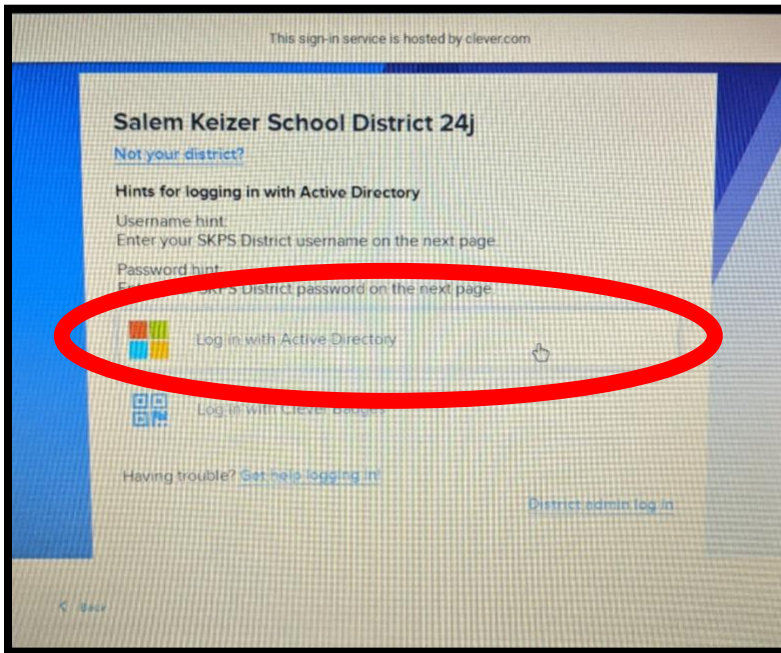 This sign-in service is hosted by clever.com
Salem Keizer School District 24j
Not your district?
Hints for logging in with Active Directory
Username hint:
Enter your SKPS District username on the next page.
Password hint:
Enter your SKPS District password on the next page.
Log in with Active Directory
Log in with Clever Badges
Having trouble? Get help logging in!
District admin log in
Back